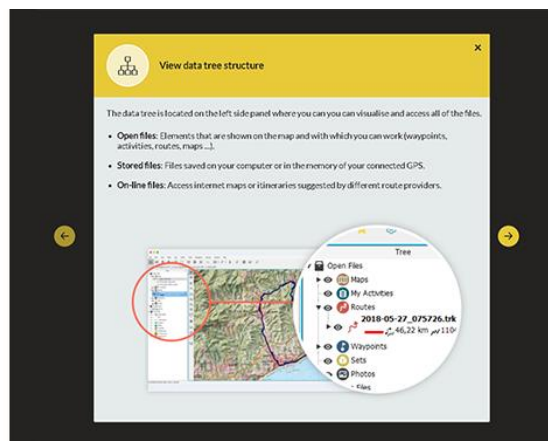 View data tree structure
×
The data tree is located on the left side panel where you can you can visualise and access all of the files.
• Open files: Elements that are shown on the map and with which you can work (waypoints,
activities, routes, maps ...).
• Stored files: Files saved on your computer or in the memory of your connected GPS.
• On-line files: Access internet maps or itineraries suggested by different route providers.
Tree
Open Files
Maps
My Activities
Routes
2018-05-27_075726.trk
46,22 km 1104
Waypoints
Sets
Photos
Files